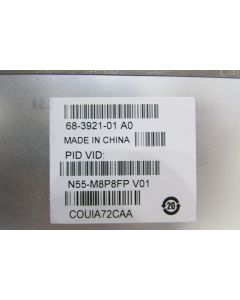 68-3921-01 A0
MADE IN CHINA
PID VID:
N55-M8P8FP V01
COUIA72CAA
20